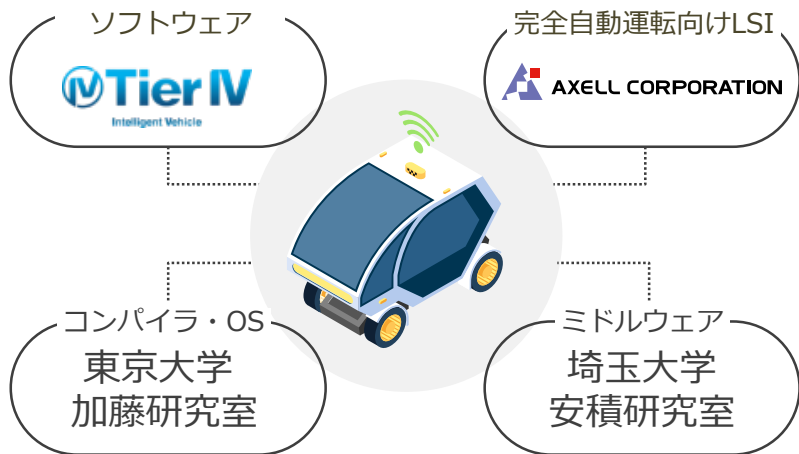 ソフトウェア
IV Tier IV
Intelligent Vehicle
完全自動運転向けLSI
AXELL CORPORATION
コンパイラ・OS
東京大学
加藤研究室
ミドルウェア
埼玉大学
安積研究室